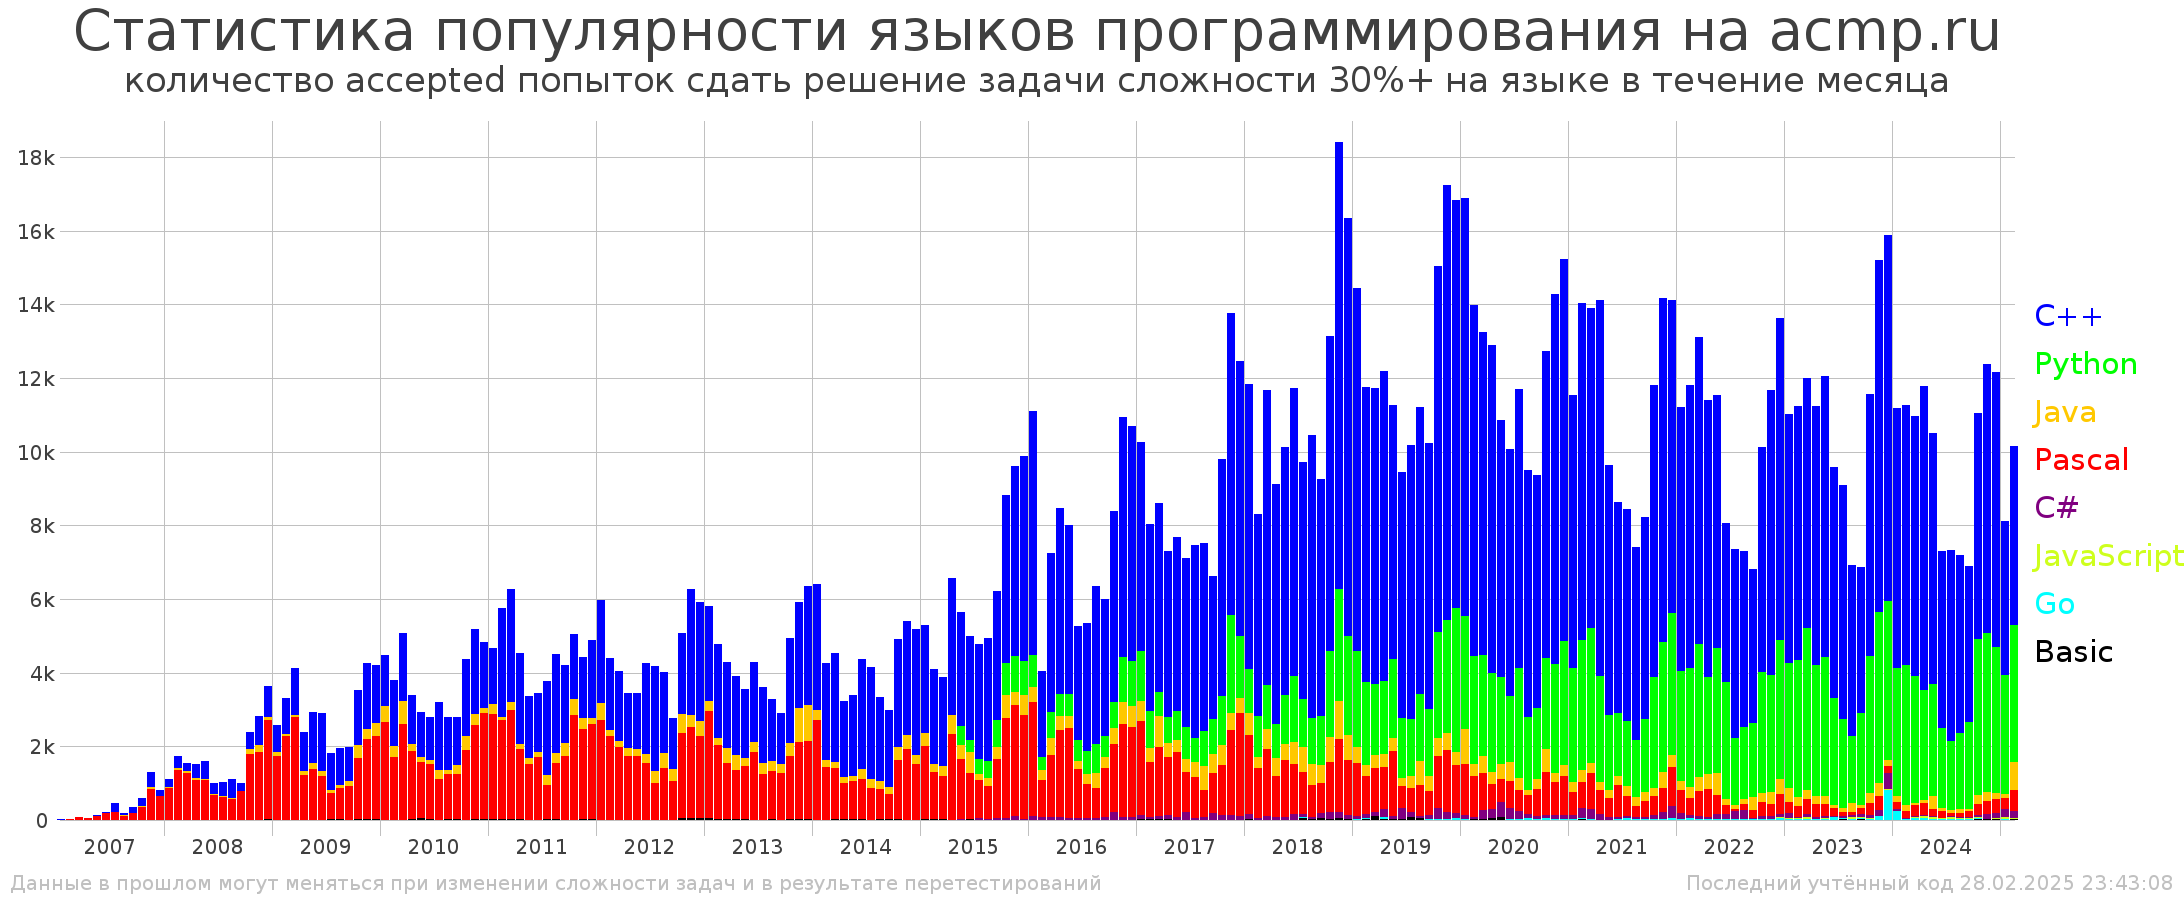 Статистика популярности языков программирования на acmp.ru
количество accepted попыток сдать решение задачи сложности 30%+ на языке в течение месяца
18k
16k
14k
12k
10k
8k
6k
4k
2k
0
2007 2008 2009 2010 2011 2012 2013 2014 2015 2016 2017 2018 2019 2020 2021 2022 2023 2024
C++
Python
Java
Pascal
C#
JavaScript
Go
Basic
Данные в прошлом могут меняться при изменении сложности задач и в результате перетестирований
Последний учтённый код 28.02.2025 23:43:08